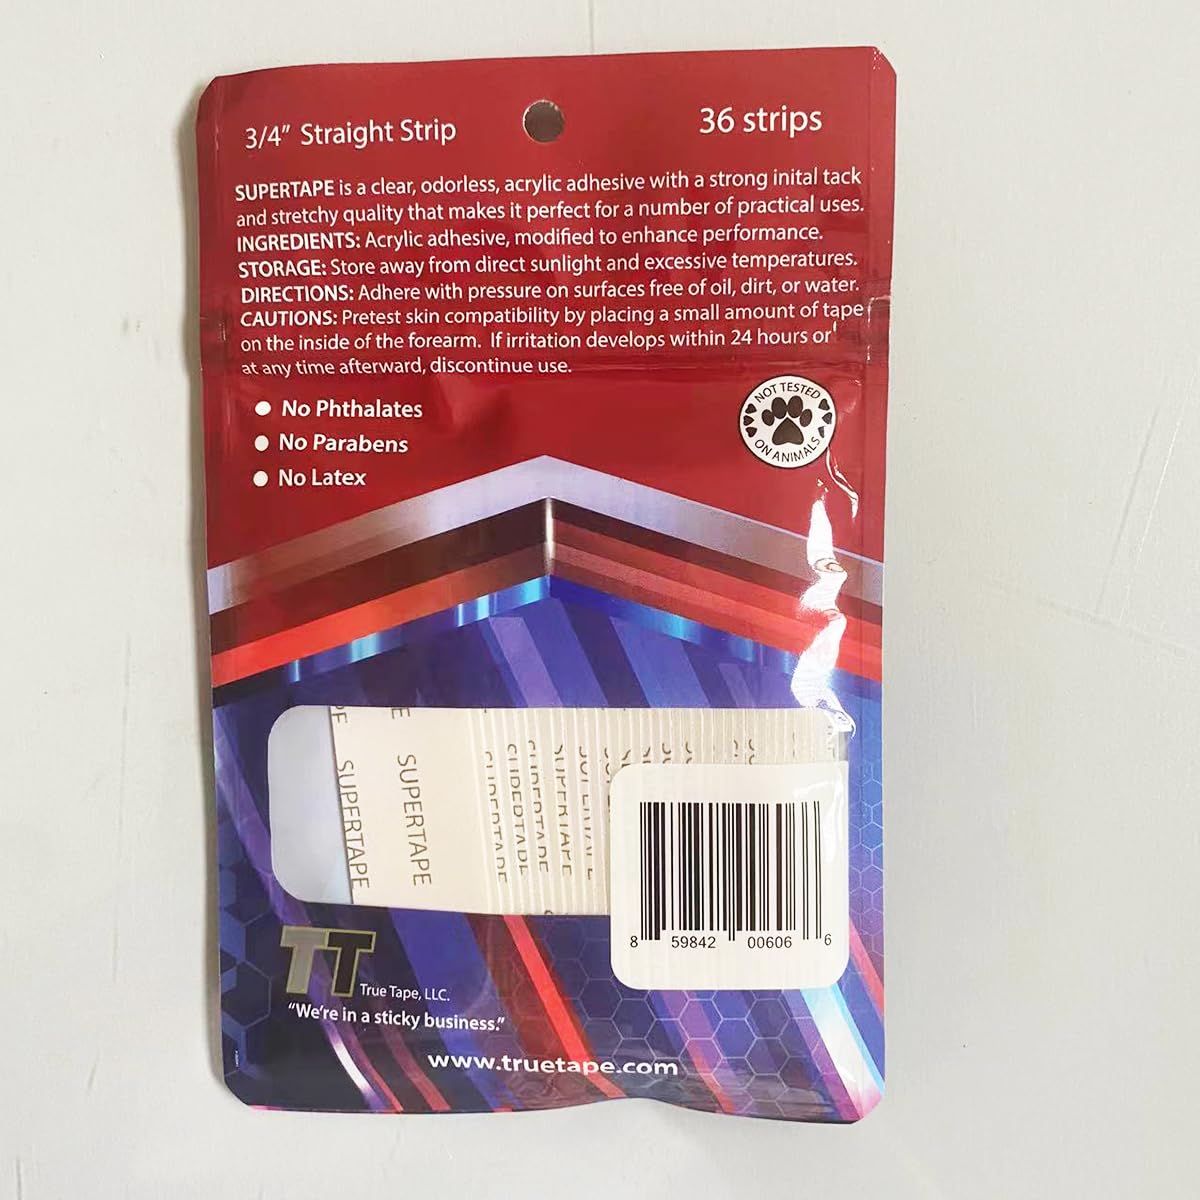 3/4" Straight Strip
36 strips
SUPERTAPE is a clear, odorless, acrylic adhesive with a strong inital tack
and stretchy quality that makes it perfect for a number of practical uses.
INGREDIENTS: Acrylic adhesive, modified to enhance performance.
STORAGE: Store away from direct sunlight and excessive temperatures.
DIRECTIONS: Adhere with pressure on surfaces free of oil, dirt, or water.
CAUTIONS: Pretest skin compatibility by placing a small amount of tape
on the inside of the forearm. If irritation develops within 24 hours or
at any time afterward, discontinue use.
No Phthalates
No Parabens
No Latex
NOT TESTED
ON ANIMALS
SUPERTAPE
SUPERTAPE
8 59842 00606 6
TT
True Tape, LLC.
"We're in a sticky business."
www.truetape.com